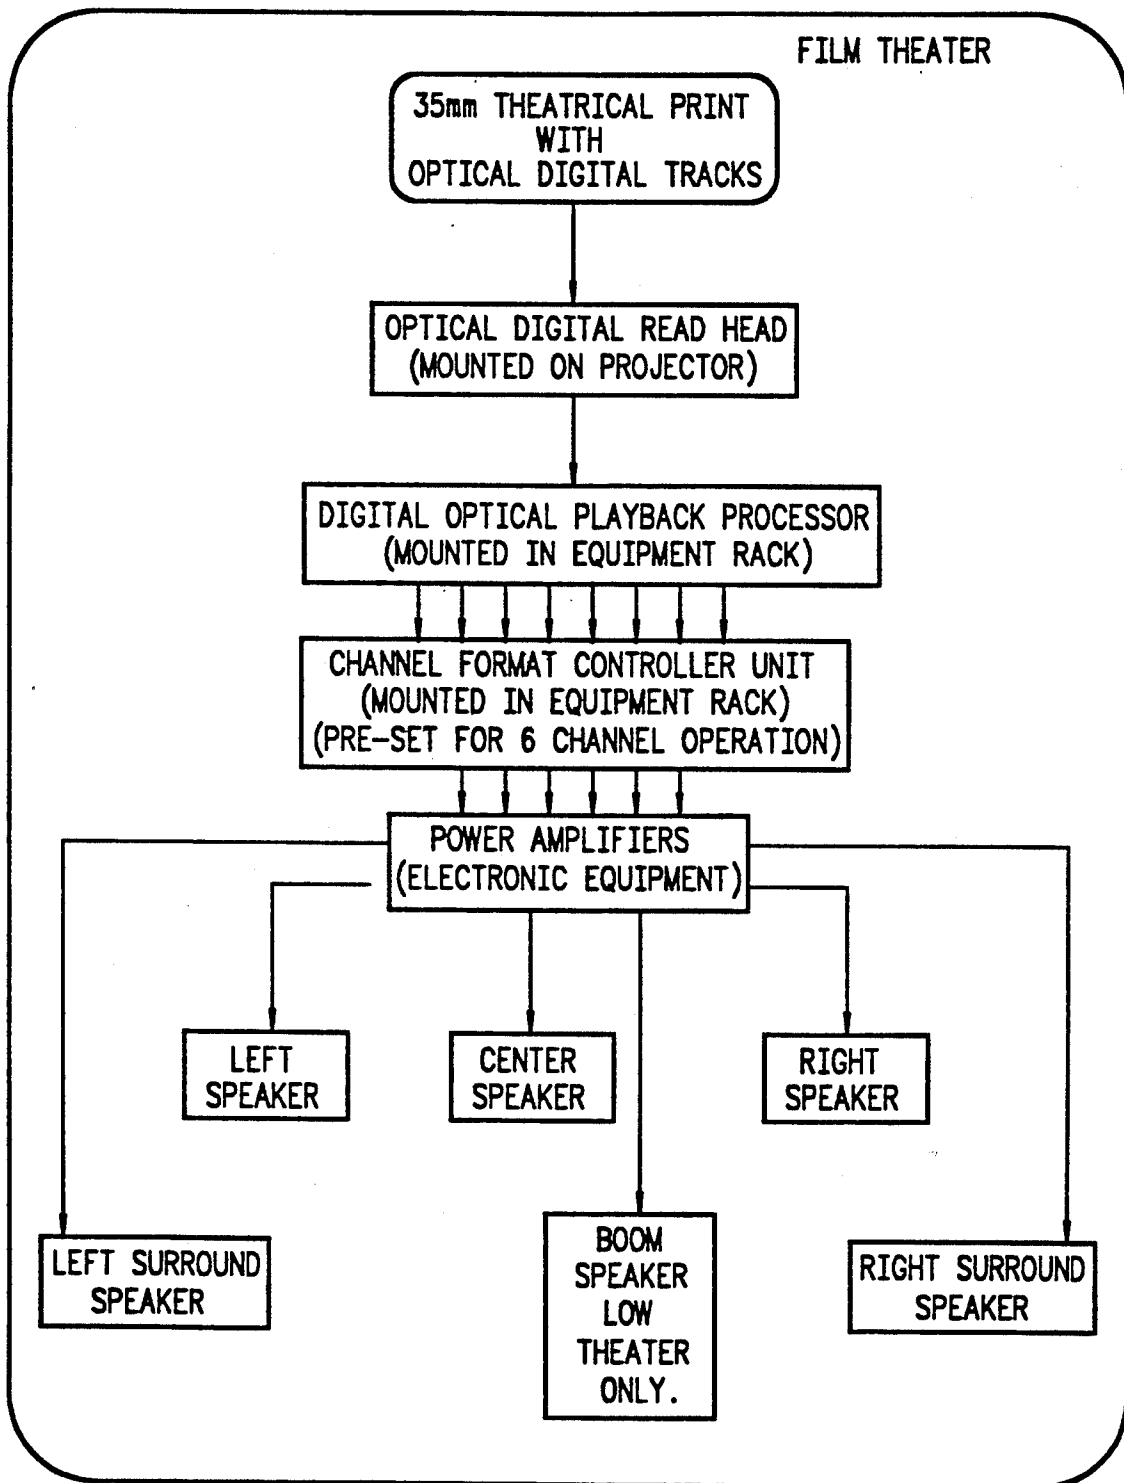 FILM THEATER
35mm THEATRICAL PRINT
WITH
OPTICAL DIGITAL TRACKS
OPTICAL DIGITAL READ HEAD
(MOUNTED ON PROJECTOR)
DIGITAL OPTICAL PLAYBACK PROCESSOR
(MOUNTED IN EQUIPMENT RACK)
CHANNEL FORMAT CONTROLLER UNIT
(MOUNTED IN EQUIPMENT RACK)
(PRE-SET FOR 6 CHANNEL OPERATION)
POWER AMPLIFIERS
(ELECTRONIC EQUIPMENT)
LEFT
SPEAKER
CENTER
SPEAKER
RIGHT
SPEAKER
LEFT SURROUND
SPEAKER
BOOM
SPEAKER
LOW
THEATER
ONLY.
RIGHT SURROUND
SPEAKER